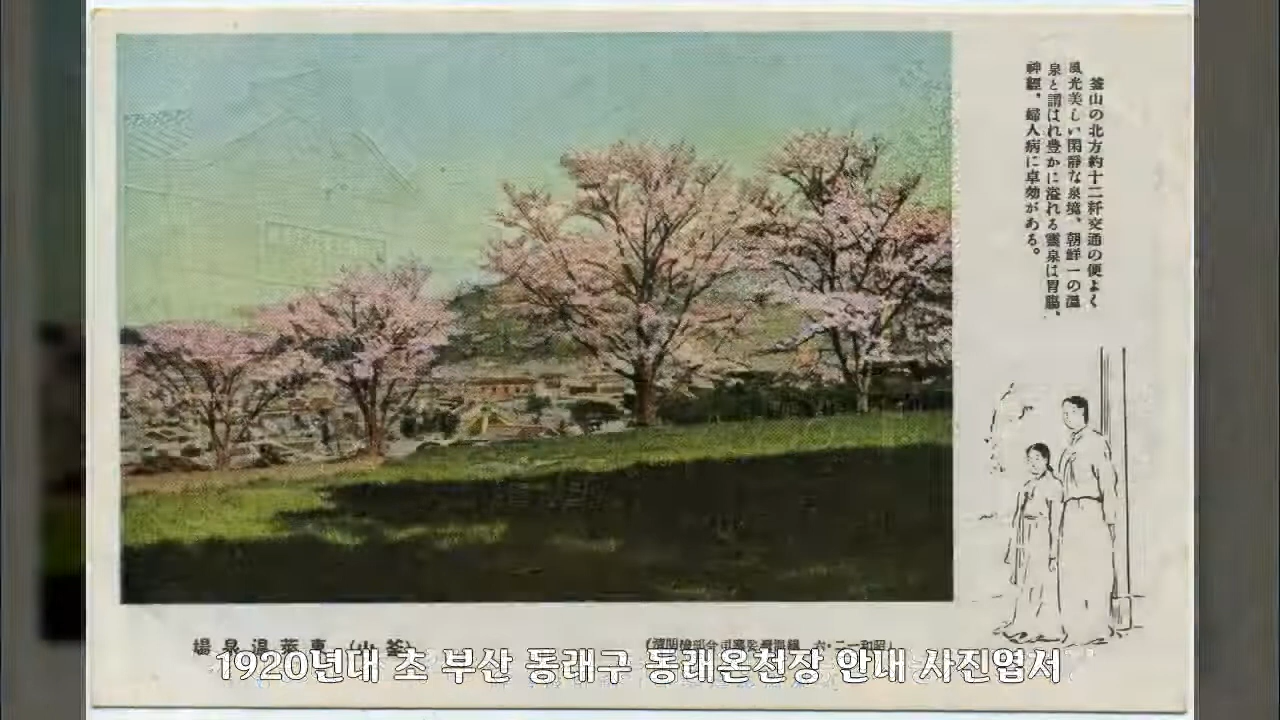 釜山の北方約十二粁交通の便よく
風光美しい閑靜な泉境、朝鮮一の溫
泉と謂はれ豊かに溢れる靈泉は胃腸、
神經、婦人病に卓効がある。
場泉温萊東 (山釜)
1920년대 초 부산 동래구 동래온천장 안내 사진엽서